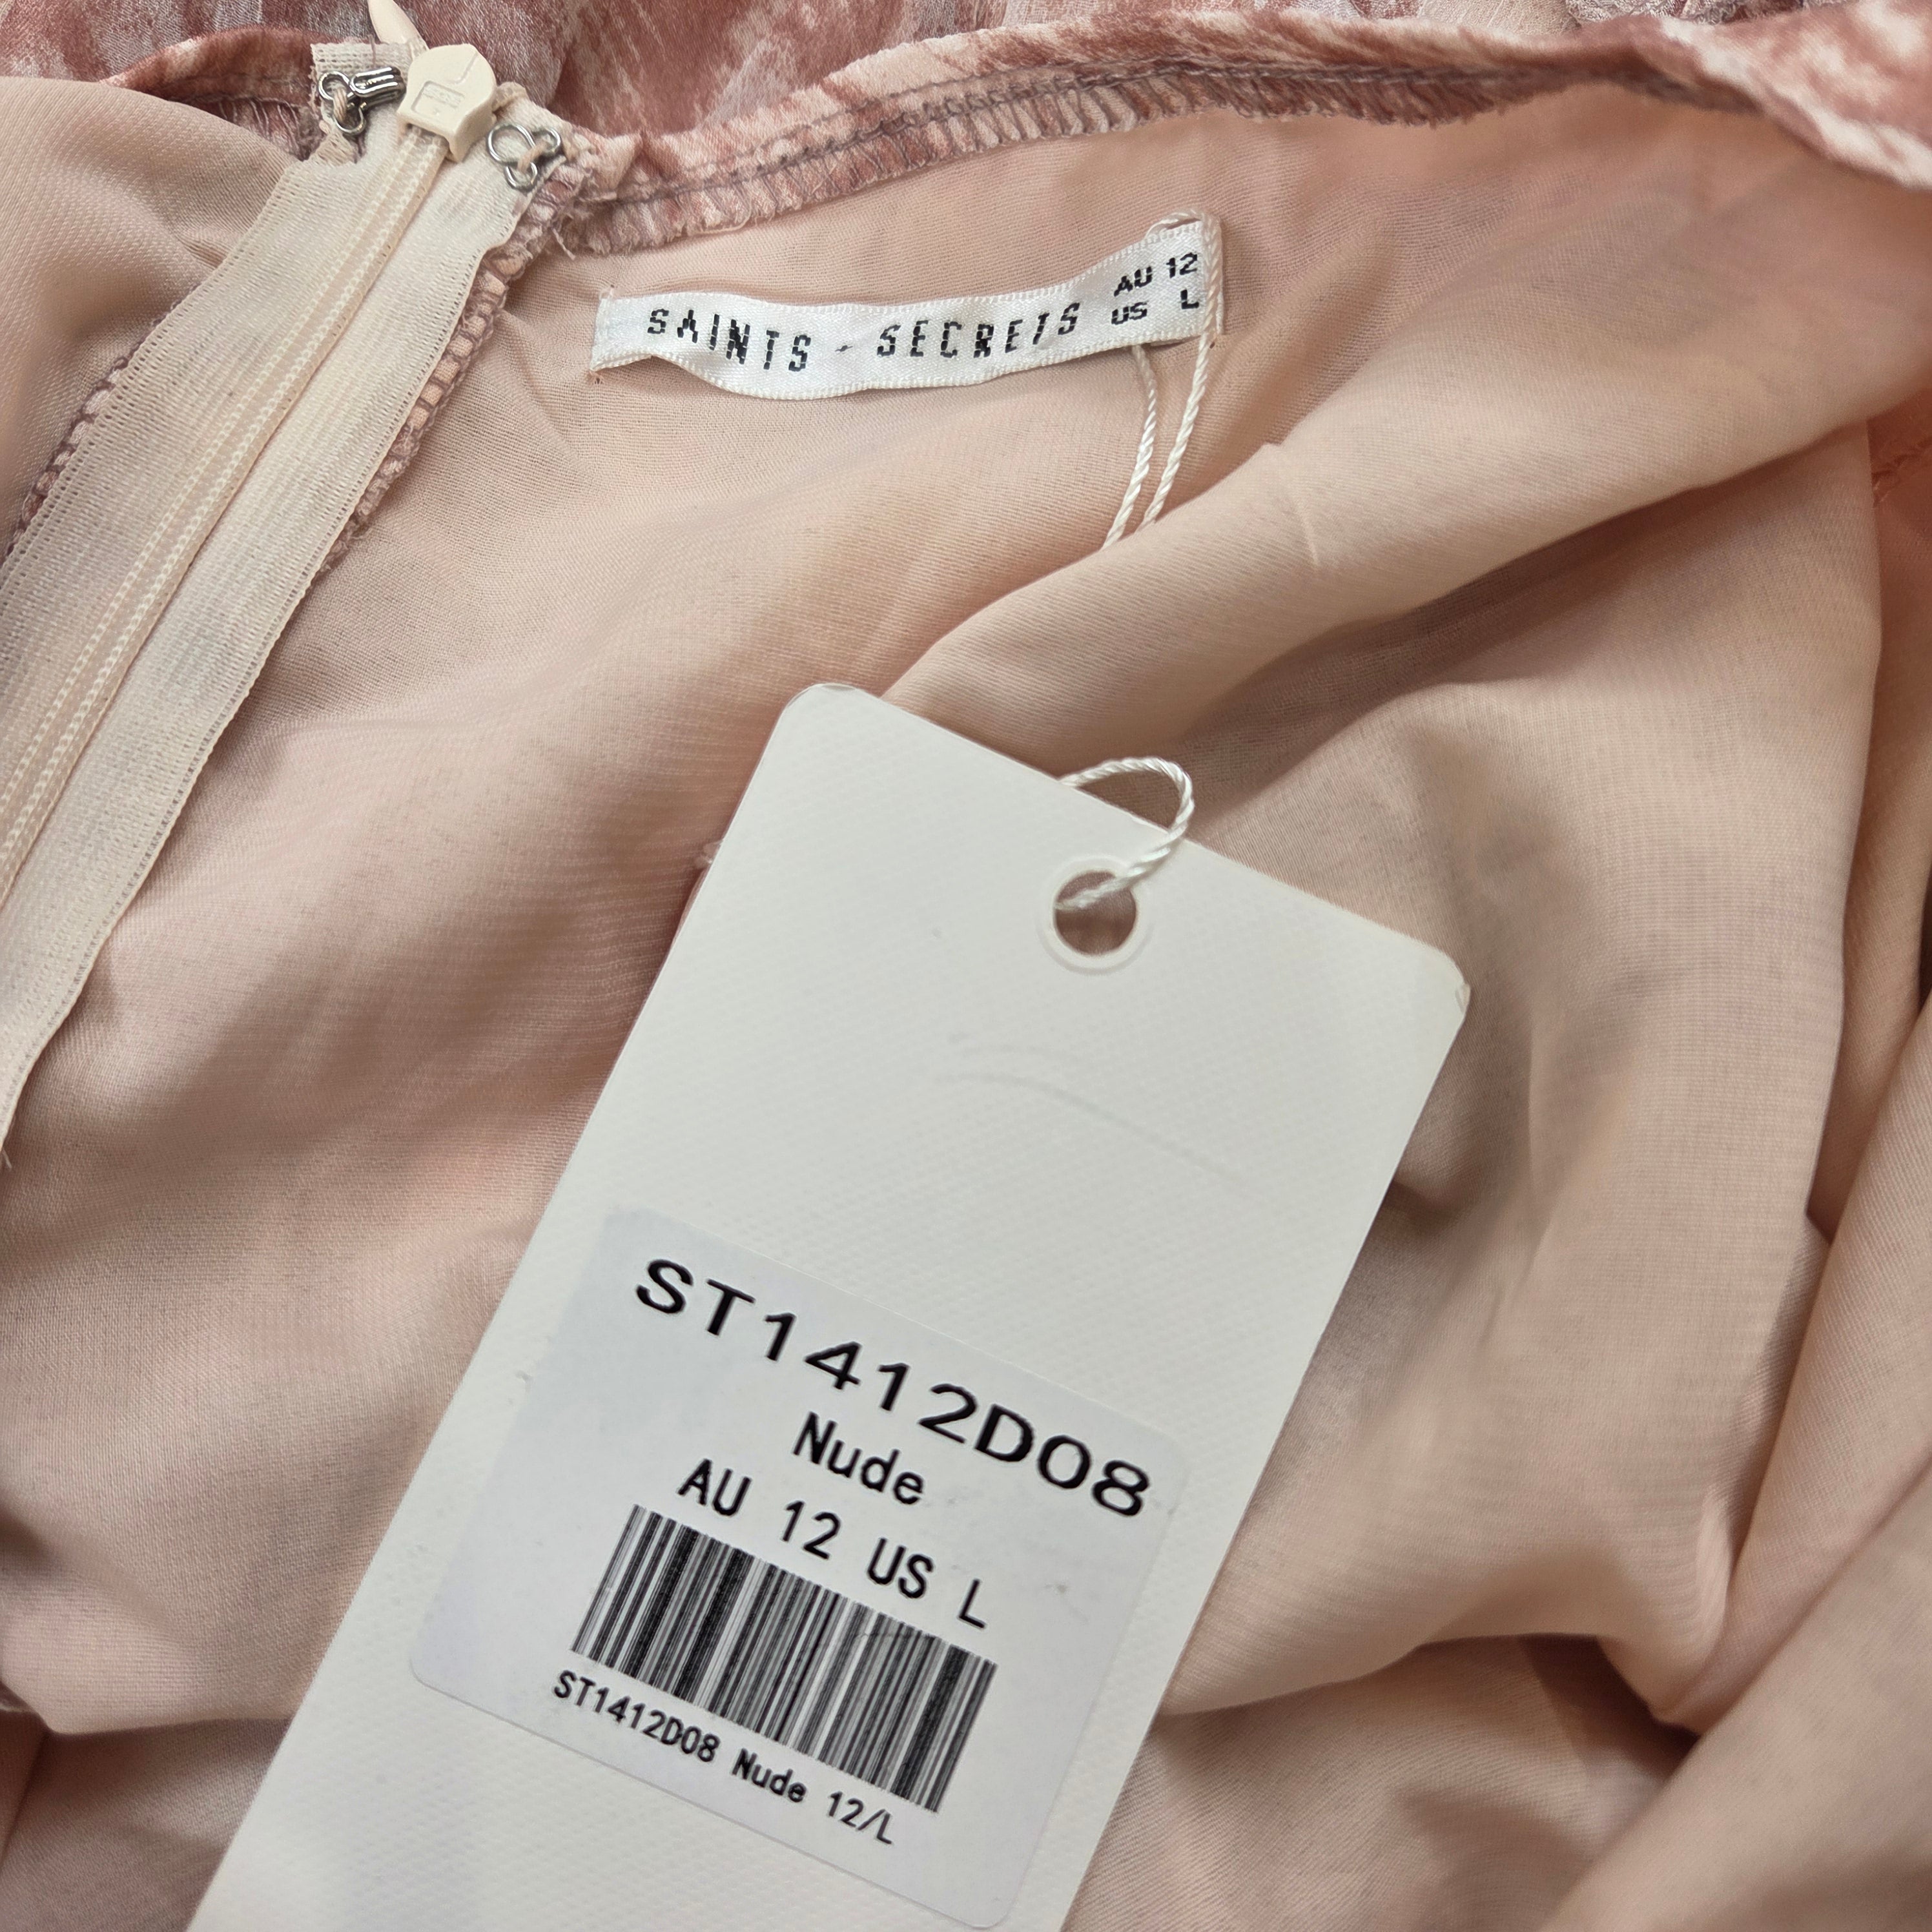 SAINTS - SECRETS
AU 12
US L
ST1412D08
Nude
AU 12 US L
ST1412D08 Nude 12/L